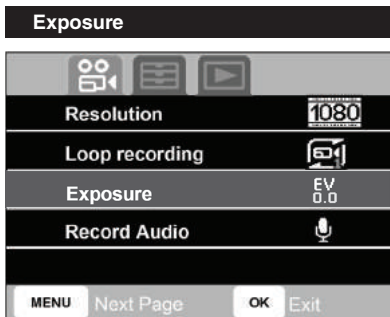 Exposure
Resolution 1080
Loop recording
Exposure EV 0.0
Record Audio
MENU Next Page OK Exit